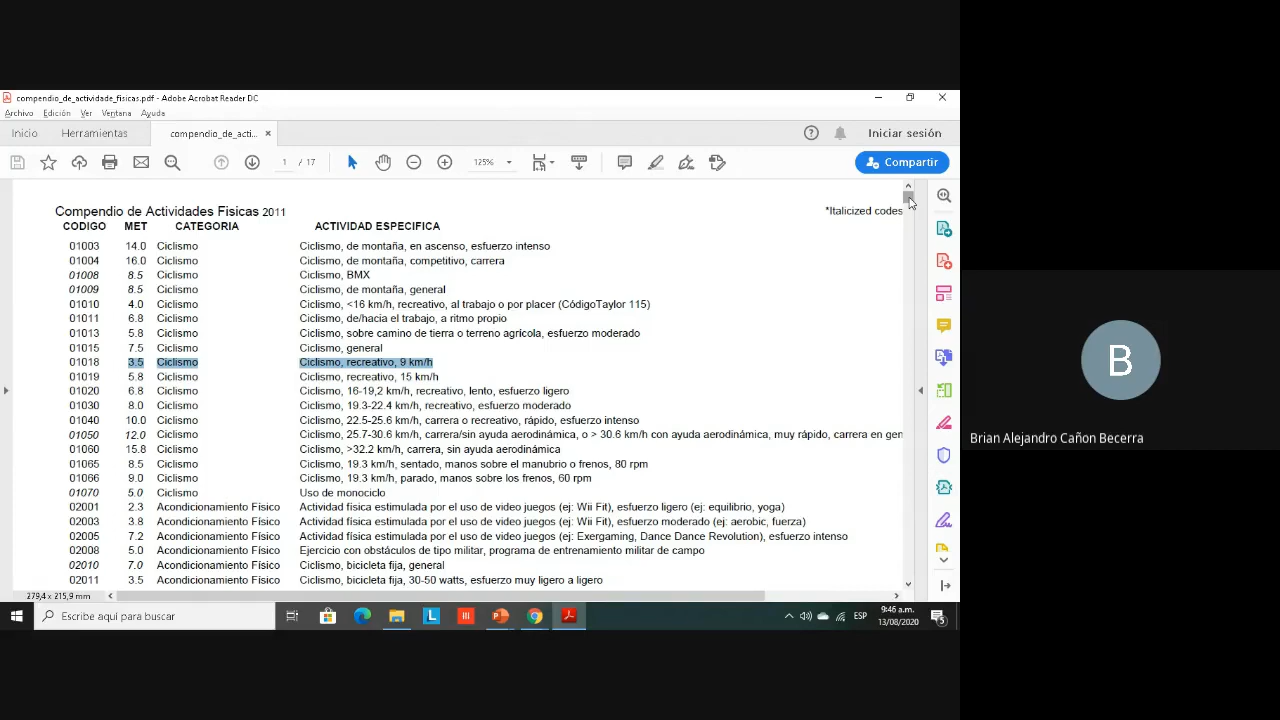 compendio_de_actividade_fisicas.pdf - Adobe Acrobat Reader DC
Archivo Edición Ver Ventana Ayuda
Inicio Herramientas compendio_de_acti... × Iniciar sesión
1 / 17 125% Compartir
Compendio de Actividades Fisicas 2011 *Italicized codes
CODIGO MET CATEGORIA ACTIVIDAD ESPECIFICA
01003 14.0 Ciclismo Ciclismo, de montaña, en ascenso, esfuerzo intenso
01004 16.0 Ciclismo Ciclismo, de montaña, competitivo, carrera
01008 8.5 Ciclismo Ciclismo, BMX
01009 8.5 Ciclismo Ciclismo, de montaña, general
01010 4.0 Ciclismo Ciclismo, <16 km/h, recreativo, al trabajo o por placer (CódigoTaylor 115)
01011 6.8 Ciclismo Ciclismo, de/hacia el trabajo, a ritmo propio
01013 5.8 Ciclismo Ciclismo, sobre camino de tierra o terreno agrícola, esfuerzo moderado
01015 7.5 Ciclismo Ciclismo, general
01018 3.5 Ciclismo Ciclismo, recreativo, 9 km/h
01019 5.8 Ciclismo Ciclismo, recreativo, 15 km/h
01020 6.8 Ciclismo Ciclismo, 16-19,2 km/h, recreativo, lento, esfuerzo ligero
01030 8.0 Ciclismo Ciclismo, 19.3-22.4 km/h, recreativo, esfuerzo moderado
01040 10.0 Ciclismo Ciclismo, 22.5-25.6 km/h, carrera o recreativo, rápido, esfuerzo intenso
01050 12.0 Ciclismo Ciclismo, 25.7-30.6 km/h, carrera/sin ayuda aerodinámica, o > 30.6 km/h con ayuda aerodinámica, muy rápido, carrera en gen
01060 15.8 Ciclismo Ciclismo, >32.2 km/h, carrera, sin ayuda aerodinámica
01065 8.5 Ciclismo Ciclismo, 19.3 km/h, sentado, manos sobre el manubrio o frenos, 80 rpm
01066 9.0 Ciclismo Ciclismo, 19.3 km/h, parado, manos sobre los frenos, 60 rpm
01070 5.0 Ciclismo Uso de monociclo
02001 2.3 Acondicionamiento Físico Actividad física estimulada por el uso de video juegos (ej: Wii Fit), esfuerzo ligero (ej: equilibrio, yoga)
02003 3.8 Acondicionamiento Físico Actividad física estimulada por el uso de video juegos (ej: Wii Fit), esfuerzo moderado (ej: aerobic, fuerza)
02005 7.2 Acondicionamiento Físico Actividad física estimulada por el uso de video juegos (ej: Exergaming, Dance Dance Revolution), esfuerzo intenso
02008 5.0 Acondicionamiento Físico Ejercicio con obstáculos de tipo militar, programa de entrenamiento militar de campo
02010 7.0 Acondicionamiento Físico Ciclismo, bicicleta fija, general
02011 3.5 Acondicionamiento Físico Ciclismo, bicicleta fija, 30-50 watts, esfuerzo muy ligero a ligero
279,4 x 215,9 mm
Escribe aquí para buscar
ESP
9:46 a.m.
13/08/2020
5
B
Brian Alejandro Cañon Becerra